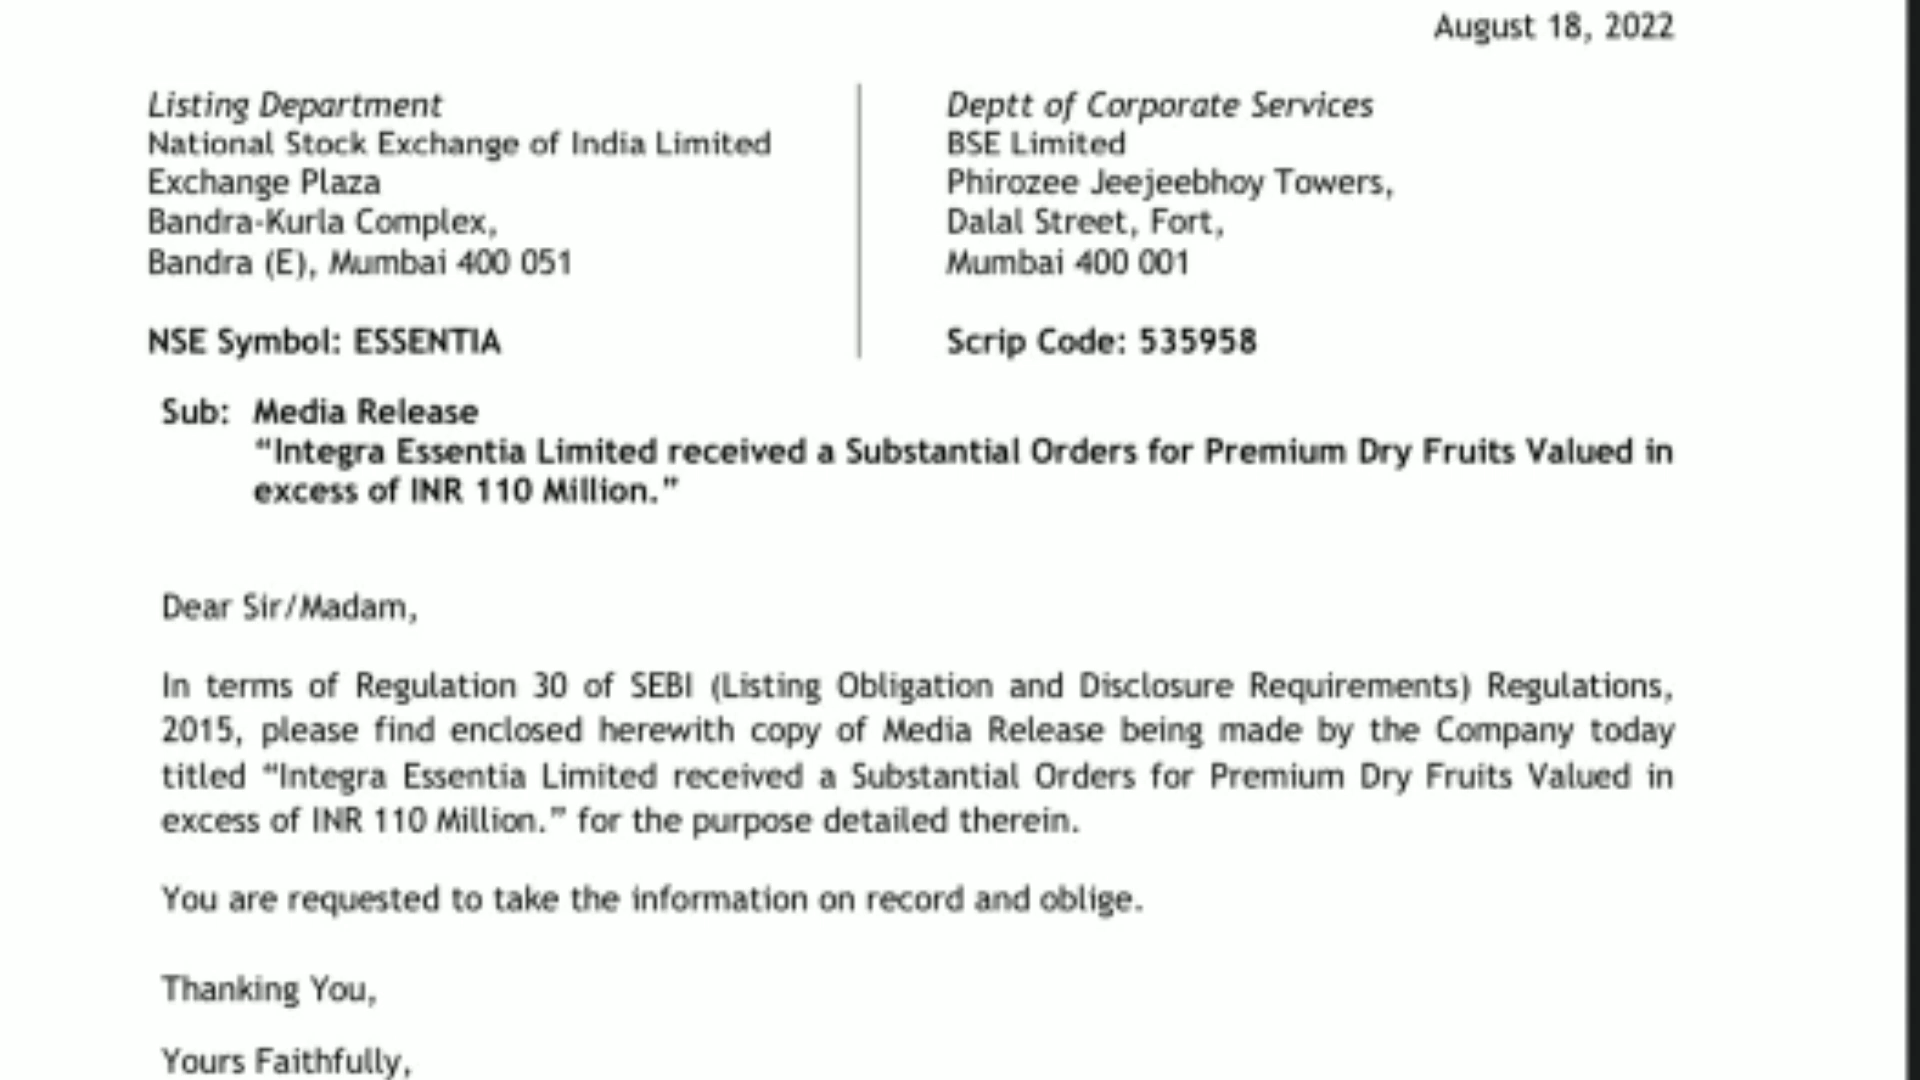 August 18, 2022
Listing Department
National Stock Exchange of India Limited
Exchange Plaza
Bandra-Kurla Complex,
Bandra (E), Mumbai 400 051
NSE Symbol: ESSENTIA
Deptt of Corporate Services
BSE Limited
Phirozee Jeejeebhoy Towers,
Dalal Street, Fort,
Mumbai 400 001
Scrip Code: 535958
Sub: Media Release
“Integra Essentia Limited received a Substantial Orders for Premium Dry Fruits Valued in
excess of INR 110 Million.”
Dear Sir/Madam,
In terms of Regulation 30 of SEBI (Listing Obligation and Disclosure Requirements) Regulations,
2015, please find enclosed herewith copy of Media Release being made by the Company today
titled “Integra Essentia Limited received a Substantial Orders for Premium Dry Fruits Valued in
excess of INR 110 Million.” for the purpose detailed therein.
You are requested to take the information on record and oblige.
Thanking You,
Yours Faithfully,